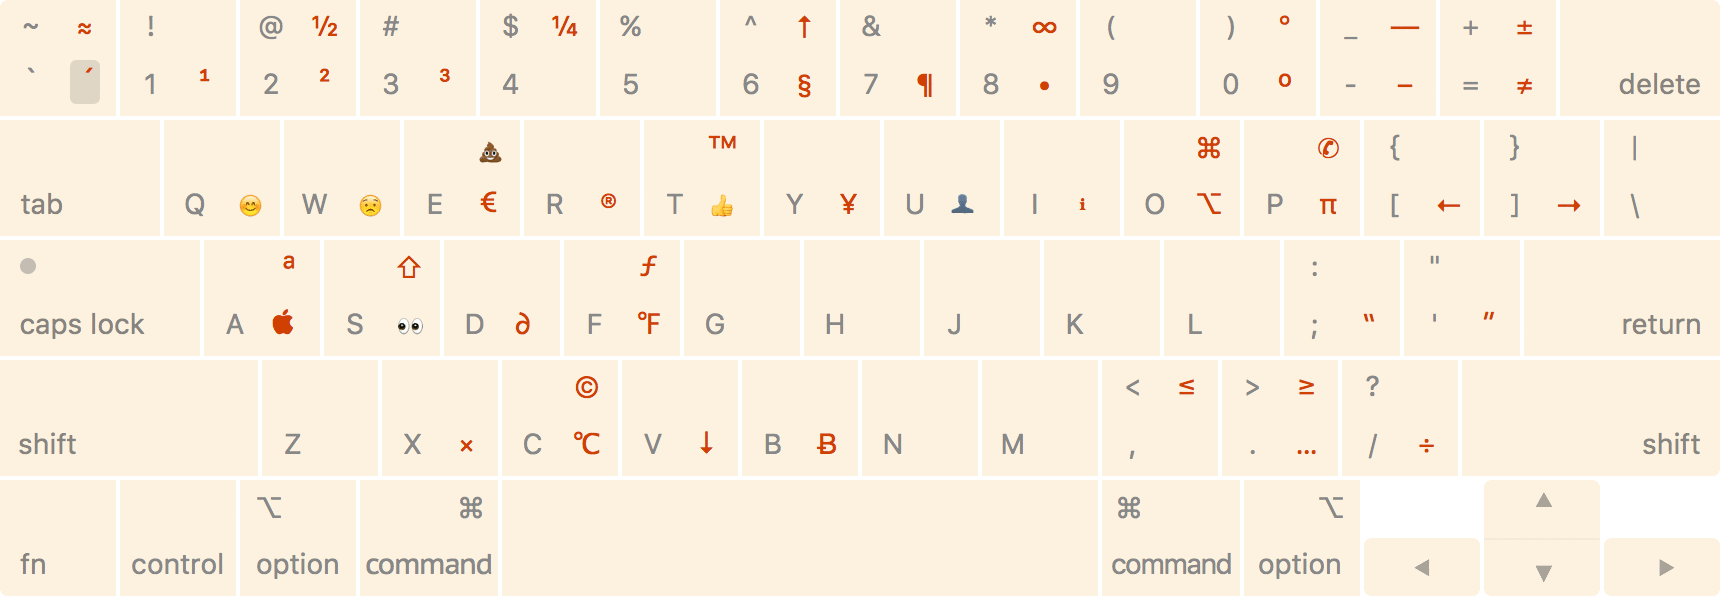 ~ ≈ ! @ ½ # $ ¼ % ^ ↑ & * ∞ ( ) ° _ — + ±
` ´ 1 ¹ 2 ² 3 ³ 4 5 6 § 7 ¶ 8 • 9 0 º - – = ≠ delete
💩 ™ ⌘ ✆ { } |
tab Q 😊 W 😟 E € R ® T 👍 Y ¥ U 👤 I ℹ O ⌥ P π [ ← ] → \
ª ⇧ ƒ : "
caps lock A  S 👀 D ∂ F ℉ G H J K L ; “ ' ” return
© < ≤ > ≥ ?
shift Z X × C ℃ V ↓ B Ƀ N M , . … / ÷ shift
⌥ ⌘ ⌘ ⌥ ▲
fn control option command command option ◀ ▼ ▶